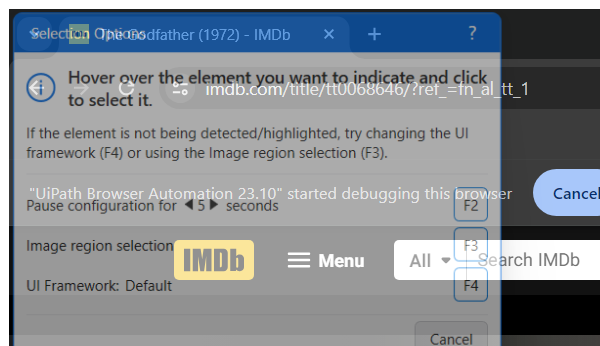 Selection Options
The Godfather (1972) - IMDb
?
Hover over the element you want to indicate and click
to select it.
imdb.com/title/tt0068646/?ref_=fn_al_tt_1
If the element is not being detected/highlighted, try changing the UI
framework (F4) or using the Image region selection (F3).
"UiPath Browser Automation 23.10" started debugging this browser
Cancel
Pause configuration for 5 seconds
F2
Image region selection
F3
IMDb
Menu
All
Search IMDb
UI Framework: Default
F4
Cancel